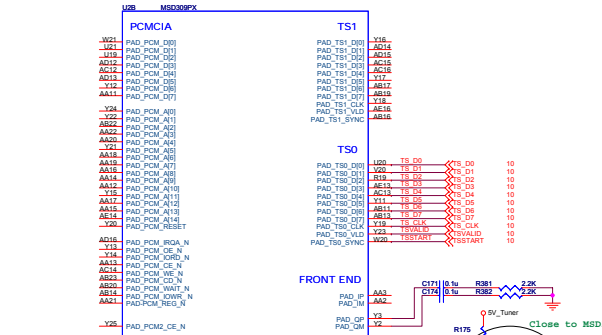 U2B MSD309PX
PCMCIA
TS1
W21 PAD_PCM_D[0]
U21 PAD_PCM_D[1]
U19 PAD_PCM_D[2]
AD12 PAD_PCM_D[3]
AC12 PAD_PCM_D[4]
AD13 PAD_PCM_D[5]
Y12 PAD_PCM_D[6]
AA11 PAD_PCM_D[7]
PAD_TS1_D[0] Y16
PAD_TS1_D[1] AD14
PAD_TS1_D[2] AD15
PAD_TS1_D[3] AC15
PAD_TS1_D[4] AC16
PAD_TS1_D[5] Y17
PAD_TS1_D[6] AB17
PAD_TS1_D[7] AB19
PAD_TS1_CLK Y18
PAD_TS1_VLD AE16
PAD_TS1_SYNC AB16
Y24 PAD_PCM_A[0]
Y22 PAD_PCM_A[1]
AB22 PAD_PCM_A[2]
AA22 PAD_PCM_A[3]
AA20 PAD_PCM_A[4]
Y21 PAD_PCM_A[5]
AA18 PAD_PCM_A[6]
AA19 PAD_PCM_A[7]
AA16 PAD_PCM_A[8]
AA14 PAD_PCM_A[9]
AA12 PAD_PCM_A[10]
Y15 PAD_PCM_A[11]
AA17 PAD_PCM_A[12]
AA15 PAD_PCM_A[13]
AE14 PAD_PCM_A[14]
Y20 PAD_PCM_RESET
TS0
PAD_TS0_D[0] U20 TS_D0 TS_D0 10
PAD_TS0_D[1] V20 TS_D1 TS_D1 10
PAD_TS0_D[2] R19 TS_D2 TS_D2 10
PAD_TS0_D[3] AE13 TS_D3 TS_D3 10
PAD_TS0_D[4] AC13 TS_D4 TS_D4 10
PAD_TS0_D[5] Y11 TS_D5 TS_D5 10
PAD_TS0_D[6] AB11 TS_D6 TS_D6 10
PAD_TS0_D[7] AB13 TS_D7 TS_D7 10
PAD_TS0_CLK Y19 TS_CLK TS_CLK 10
PAD_TS0_VLD Y23 TSVALID TSVALID 10
PAD_TS0_SYNC W20 TSSTART TSSTART 10
AD16 PAD_PCM_IRQA_N
Y13 PAD_PCM_OE_N
Y14 PAD_PCM_IORD_N
AA13 PAD_PCM_CE_N
AC14 PAD_PCM_WE_N
AB23 PAD_PCM_CD_N
AB20 PAD_PCM_WAIT_N
AB14 PAD_PCM_IOWR_N
AA21 PAD-PCM_REG_N
Y25 PAD_PCM2_CE_N
FRONT END
PAD_IP AA3
PAD_IM AA2
PAD_QP Y3
PAD_QM Y2
C171 0.1u R381 2.2K
C174 0.1u R382 2.2K
5V_Tuner
R175
Close to MSD